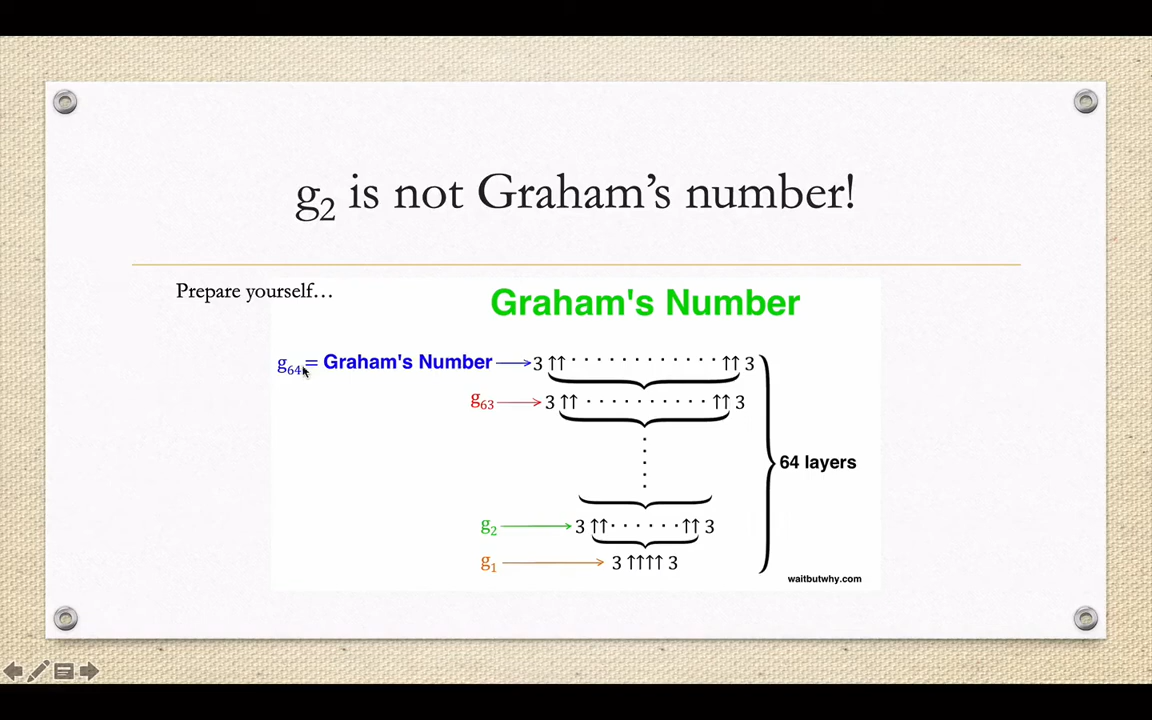 g₂ is not Graham's number!
Prepare yourself…
Graham's Number
g₆₄ = Graham's Number → 3 ↑↑ · · · · · · · · · · · · ↑↑ 3
g₆₃ → 3 ↑↑ · · · · · · · · · · ↑↑ 3
64 layers
g₂ → 3 ↑↑ · · · · · · ↑↑ 3
g₁ → 3 ↑↑↑↑ 3
waitbutwhy.com